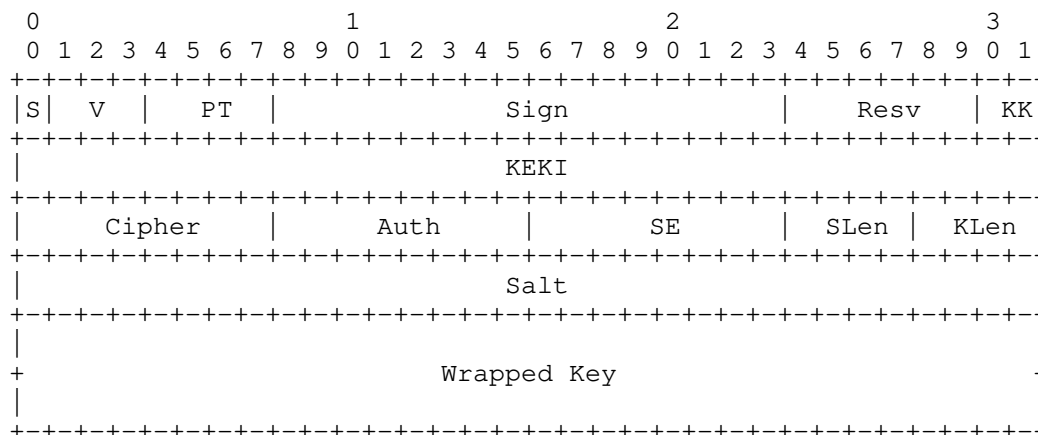 0                   1                   2                   3
0 1 2 3 4 5 6 7 8 9 0 1 2 3 4 5 6 7 8 9 0 1 2 3 4 5 6 7 8 9 0 1
+-+-+-+-+-+-+-+-+-+-+-+-+-+-+-+-+-+-+-+-+-+-+-+-+-+-+-+-+-+-+-+-
|S|  V  |   PT  |              Sign             |    Resv   | KK
+-+-+-+-+-+-+-+-+-+-+-+-+-+-+-+-+-+-+-+-+-+-+-+-+-+-+-+-+-+-+-+-
|                              KEKI
+-+-+-+-+-+-+-+-+-+-+-+-+-+-+-+-+-+-+-+-+-+-+-+-+-+-+-+-+-+-+-+-
|     Cipher    |      Auth     |       SE      |  SLen |  KLen
+-+-+-+-+-+-+-+-+-+-+-+-+-+-+-+-+-+-+-+-+-+-+-+-+-+-+-+-+-+-+-+-
|                              Salt
+-+-+-+-+-+-+-+-+-+-+-+-+-+-+-+-+-+-+-+-+-+-+-+-+-+-+-+-+-+-+-+-
|
+                          Wrapped Key                          -
|
+-+-+-+-+-+-+-+-+-+-+-+-+-+-+-+-+-+-+-+-+-+-+-+-+-+-+-+-+-+-+-+-